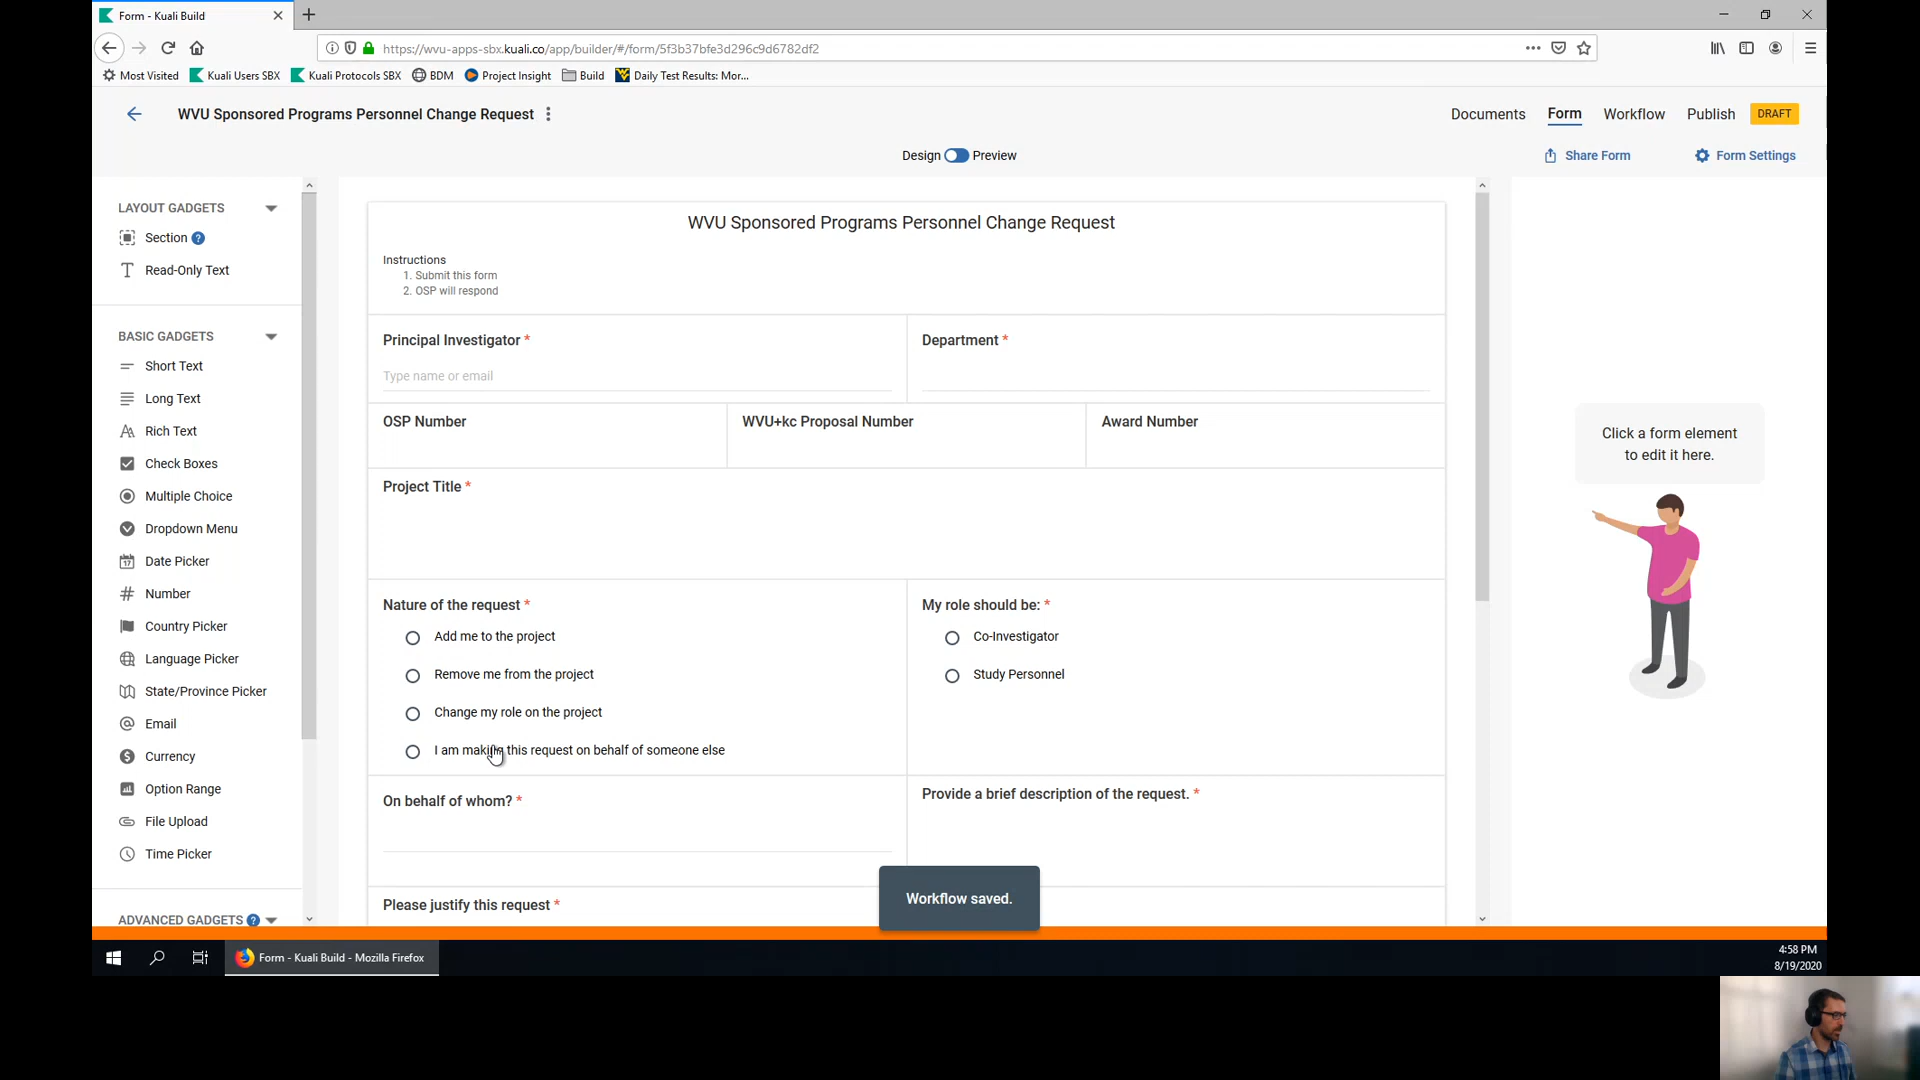 Form - Kuali Build
https://wvu-apps-sbx.kuali.co/app/builder/#/form/5f3b37bfe3d296c9d6782df2
Most Visited
Kuali Users SBX
Kuali Protocols SBX
BDM
Project Insight
Build
Daily Test Results: Mor...
WVU Sponsored Programs Personnel Change Request
Documents
Form
Workflow
Publish
DRAFT
Design
Preview
Share Form
Form Settings
LAYOUT GADGETS
Section ?
Read-Only Text
BASIC GADGETS
Short Text
Long Text
Rich Text
Check Boxes
Multiple Choice
Dropdown Menu
Date Picker
Number
Country Picker
Language Picker
State/Province Picker
Email
Currency
Option Range
File Upload
Time Picker
ADVANCED GADGETS ?
WVU Sponsored Programs Personnel Change Request
Instructions
1. Submit this form
2. OSP will respond
Principal Investigator *
Type name or email
Department *
OSP Number
WVU+kc Proposal Number
Award Number
Project Title *
Nature of the request *
Add me to the project
Remove me from the project
Change my role on the project
I am making this request on behalf of someone else
My role should be: *
Co-Investigator
Study Personnel
On behalf of whom? *
Provide a brief description of the request. *
Please justify this request *
Workflow saved.
Click a form element
to edit it here.
Form - Kuali Build - Mozilla Firefox
4:58 PM
8/19/2020